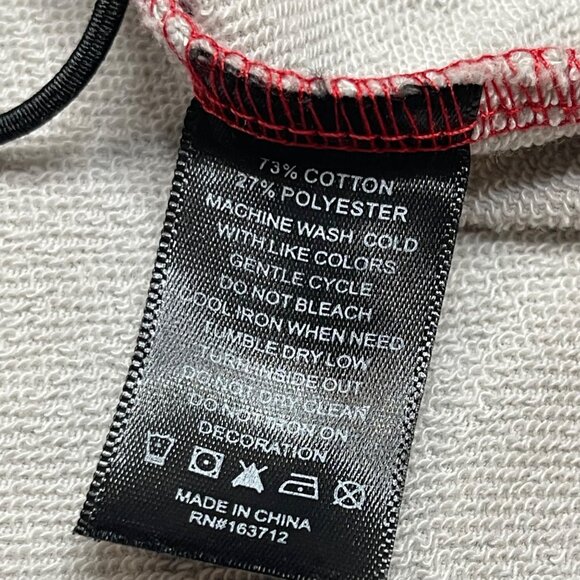 73% COTTON
27% POLYESTER
MACHINE WASH COLD
WITH LIKE COLORS
GENTLE CYCLE
DO NOT BLEACH
COOL IRON WHEN NEED
TUMBLE DRY LOW
TURN INSIDE OUT
DO NOT DRY CLEAN
DO NOT IRON ON
DECORATION
MADE IN CHINA
RN#163712